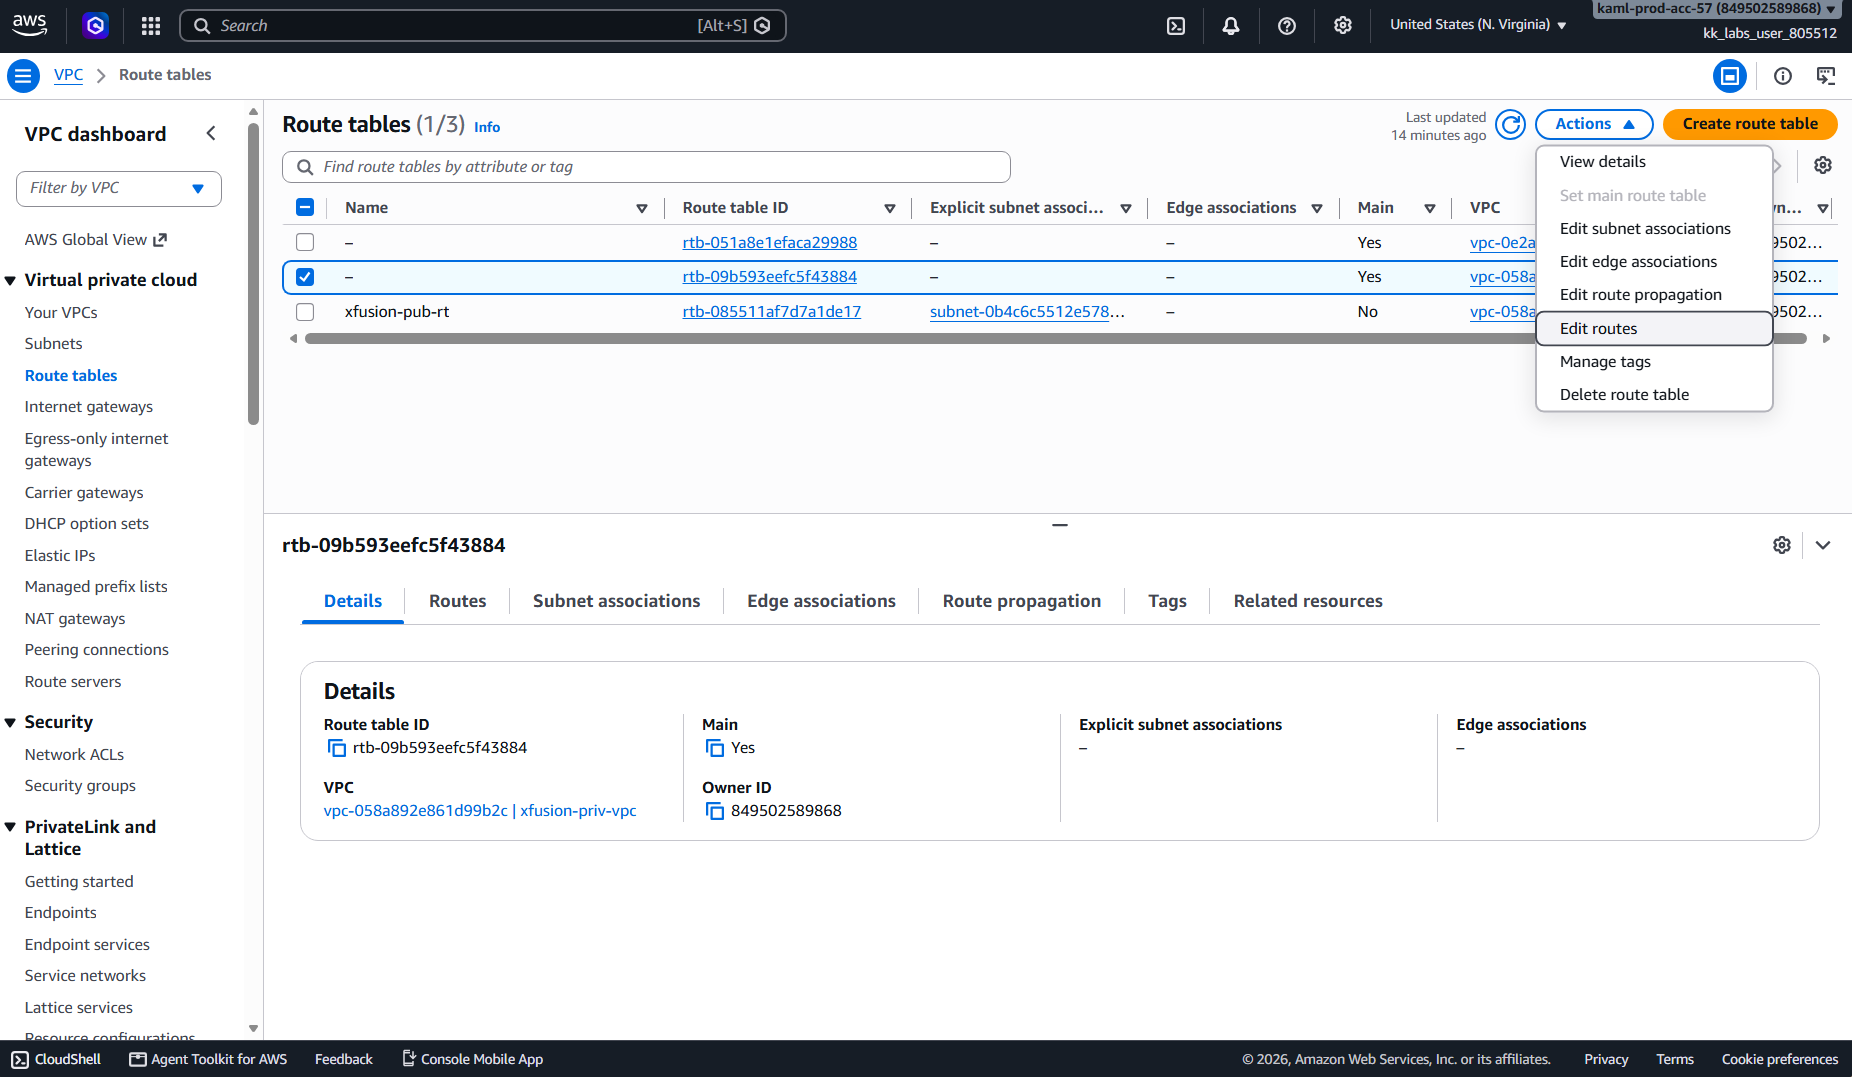 aws
Search
[Alt+S]
United States (N. Virginia)
kaml-prod-acc-57 (849502589868)
kk_labs_user_805512
VPC
Route tables
VPC dashboard
Filter by VPC
AWS Global View
Virtual private cloud
Your VPCs
Subnets
Route tables
Internet gateways
Egress-only internet
gateways
Carrier gateways
DHCP option sets
Elastic IPs
Managed prefix lists
NAT gateways
Peering connections
Route servers
Security
Network ACLs
Security groups
PrivateLink and
Lattice
Getting started
Endpoints
Endpoint services
Service networks
Lattice services
Resource configurations
Route tables (1/3) Info
Last updated
14 minutes ago
Actions
Create route table
Find route tables by attribute or tag
Name Route table ID Explicit subnet associ... Edge associations Main VPC
– rtb-051a8e1efaca29988 – – Yes vpc-0e2a 9502...
– rtb-09b593eefc5f43884 – – Yes vpc-058a 9502...
xfusion-pub-rt rtb-085511af7d7a1de17 subnet-0b4c6c5512e578... – No vpc-058a 9502...
View details
Set main route table
Edit subnet associations
Edit edge associations
Edit route propagation
Edit routes
Manage tags
Delete route table
rtb-09b593eefc5f43884
Details Routes Subnet associations Edge associations Route propagation Tags Related resources
Details
Route table ID
rtb-09b593eefc5f43884
Main
Yes
Explicit subnet associations
–
Edge associations
–
VPC
vpc-058a892e861d99b2c | xfusion-priv-vpc
Owner ID
849502589868
CloudShell Agent Toolkit for AWS Feedback Console Mobile App
© 2026, Amazon Web Services, Inc. or its affiliates. Privacy Terms Cookie preferences